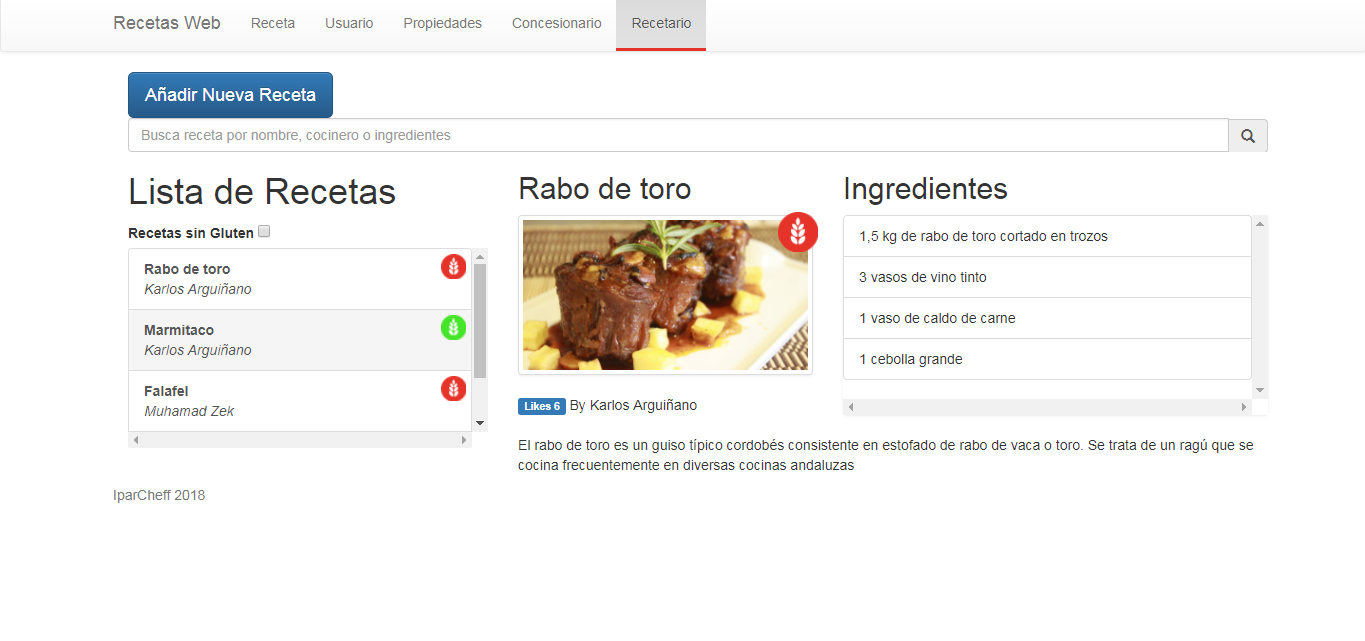 Recetas Web Receta Usuario Propiedades Concesionario Recetario
Añadir Nueva Receta
Busca receta por nombre, cocinero o ingredientes
Lista de Recetas
Recetas sin Gluten
Rabo de toro
Karlos Arguiñano
Marmitaco
Karlos Arguiñano
Falafel
Muhamad Zek
Rabo de toro
Likes 6 By Karlos Arguiñano
Ingredientes
1,5 kg de rabo de toro cortado en trozos
3 vasos de vino tinto
1 vaso de caldo de carne
1 cebolla grande
El rabo de toro es un guiso típico cordobés consistente en estofado de rabo de vaca o toro. Se trata de un ragú que se
cocina frecuentemente en diversas cocinas andaluzas
IparCheff 2018